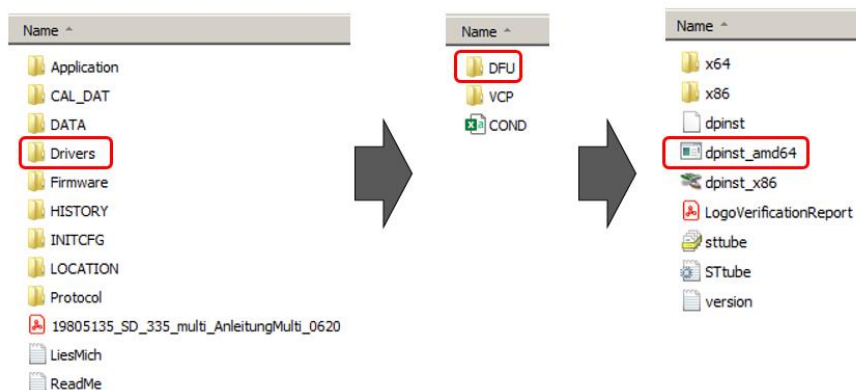 Name
Application
CAL_DAT
DATA
Drivers
Firmware
HISTORY
INITCFG
LOCATION
Protocol
19805135_SD_335_multi_AnleitungMulti_0620
LiesMich
ReadMe
Name
DFU
VCP
COND
Name
x64
x86
dpinst
dpinst_amd64
dpinst_x86
LogoVerificationReport
sttube
STtube
version